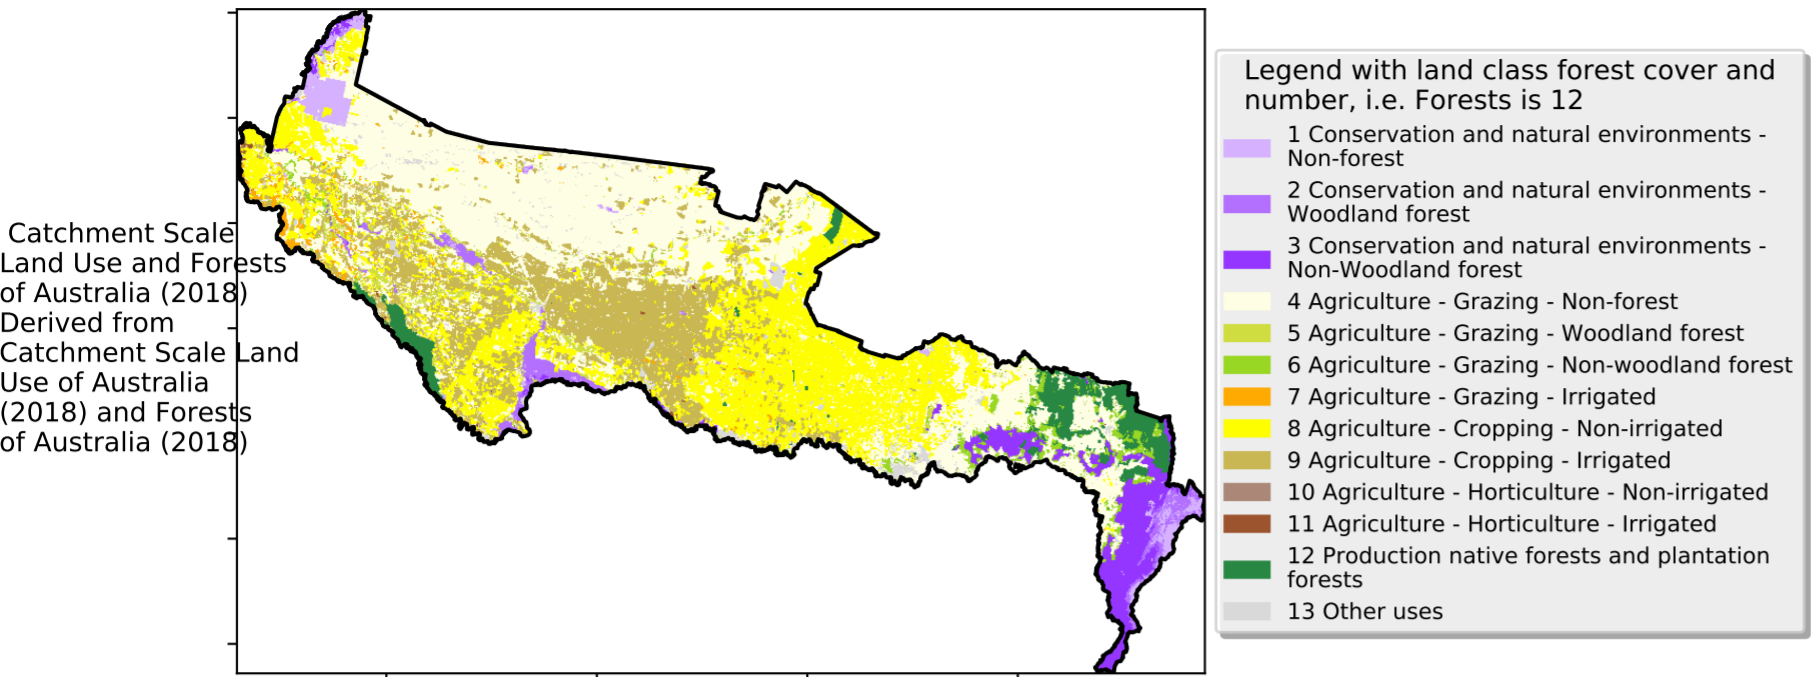 Catchment Scale
Land Use and Forests
of Australia (2018)
Derived from
Catchment Scale Land
Use of Australia
(2018) and Forests
of Australia (2018)
Legend with land class forest cover and
number, i.e. Forests is 12
1 Conservation and natural environments -
Non-forest
2 Conservation and natural environments -
Woodland forest
3 Conservation and natural environments -
Non-Woodland forest
4 Agriculture - Grazing - Non-forest
5 Agriculture - Grazing - Woodland forest
6 Agriculture - Grazing - Non-woodland forest
7 Agriculture - Grazing - Irrigated
8 Agriculture - Cropping - Non-irrigated
9 Agriculture - Cropping - Irrigated
10 Agriculture - Horticulture - Non-irrigated
11 Agriculture - Horticulture - Irrigated
12 Production native forests and plantation
forests
13 Other uses